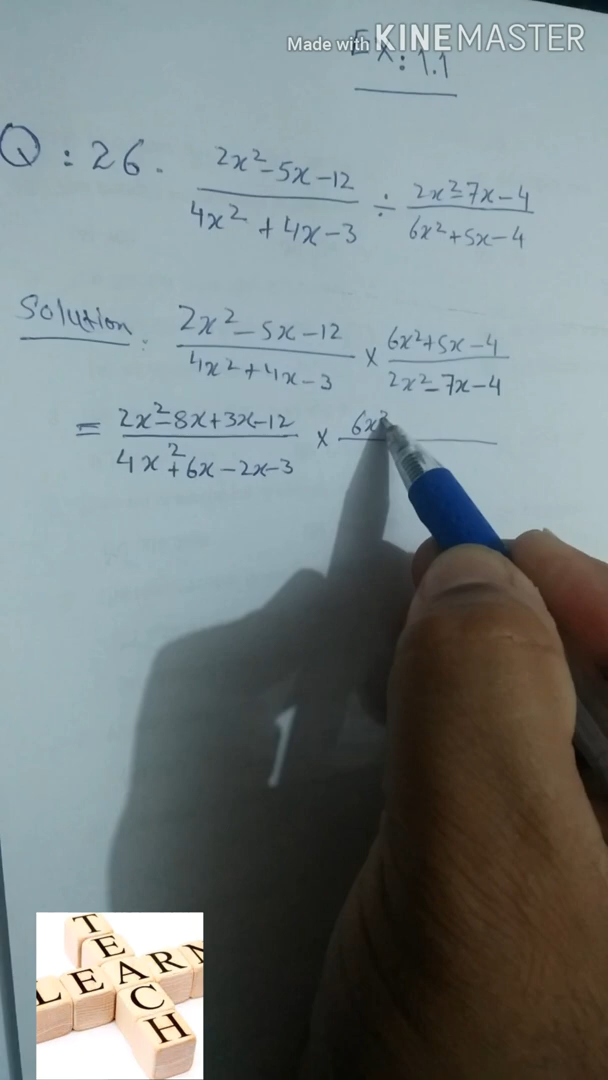 Made with KINEMASTER
Ex: 1.1
Q: 26. (2x²-5x-12)/(4x²+4x-3) ÷ (2x²-7x-4)/(6x²+5x-4)
Solution: (2x²-5x-12)/(4x²+4x-3) × (6x²+5x-4)/(2x²-7x-4)
= (2x²-8x+3x-12)/(4x²+6x-2x-3) × 6x²
TEACH
LEARN